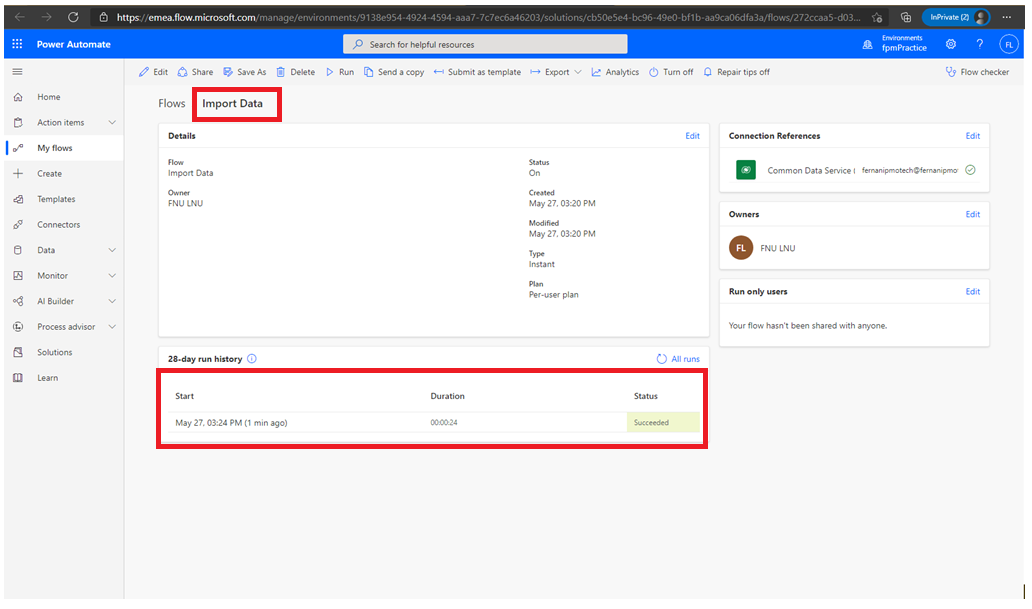 https://emea.flow.microsoft.com/manage/environments/9138e954-4924-4594-aaa7-7c7ec6a46203/solutions/cb50e5e4-bc96-49e0-bf1b-aa9ca06dfa3a/flows/272ccaa5-d03...
InPrivate (2)
Power Automate
Search for helpful resources
Environments
fpmPractice
?
FL
Edit
Share
Save As
Delete
Run
Send a copy
Submit as template
Export
Analytics
Turn off
Repair tips off
Flow checker
Home
Action items
My flows
Create
Templates
Connectors
Data
Monitor
AI Builder
Process advisor
Solutions
Learn
Flows Import Data
Details Edit
Flow
Import Data
Owner
FNU LNU
Status
On
Created
May 27, 03:20 PM
Modified
May 27, 03:20 PM
Type
Instant
Plan
Per-user plan
28-day run history All runs
Start Duration Status
May 27, 03:24 PM (1 min ago) 00:00:24 Succeeded
Connection References Edit
Common Data Service ( fernanipmotech@fernanipmo
Owners Edit
FL FNU LNU
Run only users Edit
Your flow hasn't been shared with anyone.